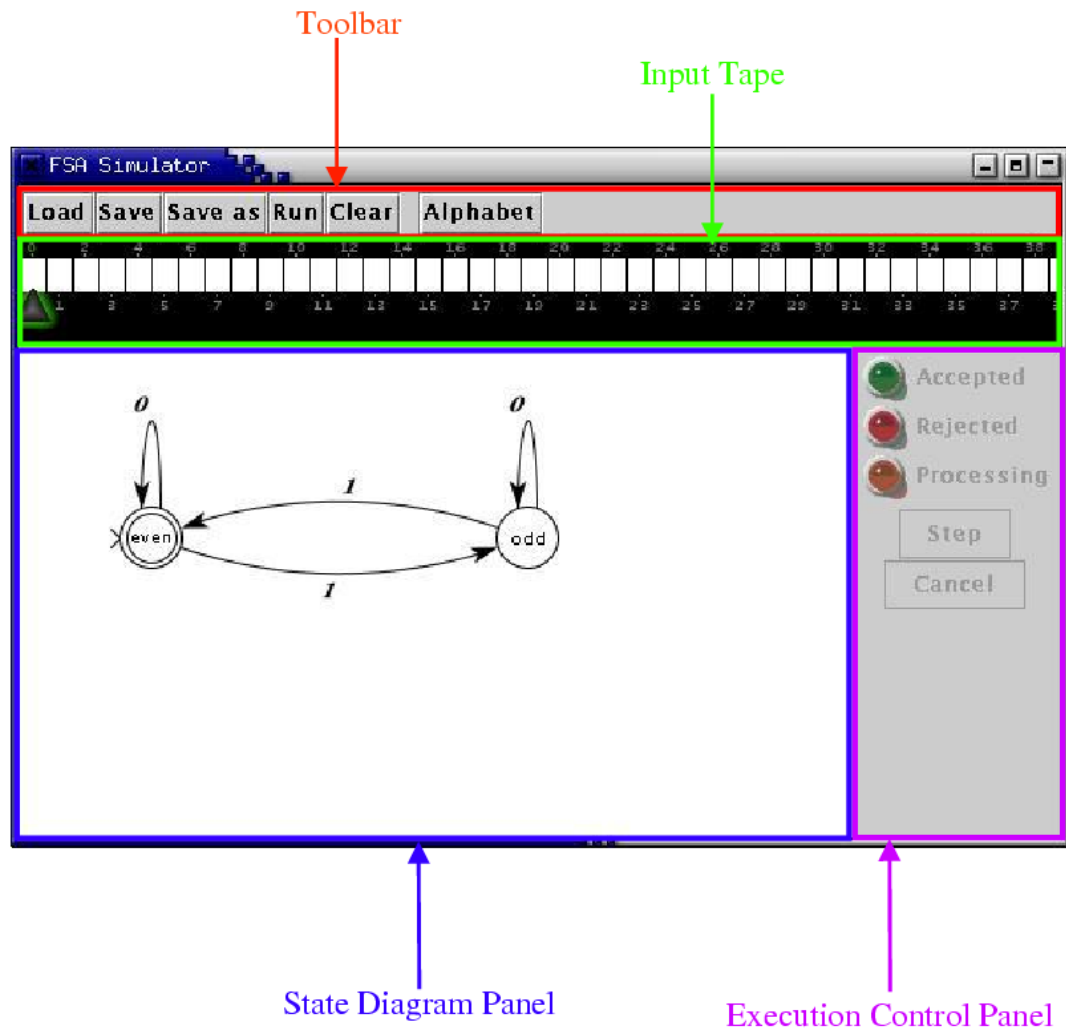 Toolbar
Input Tape
FSA Simulator
Load Save Save as Run Clear Alphabet
0 2 4 6 8 10 12 14 16 18 20 22 24 26 28 30 32 34 36 38
1 3 5 7 9 11 13 15 17 19 21 23 25 27 29 31 33 35 37
Accepted
Rejected
Processing
Step
Cancel
0 0
1
even odd
1
State Diagram Panel
Execution Control Panel